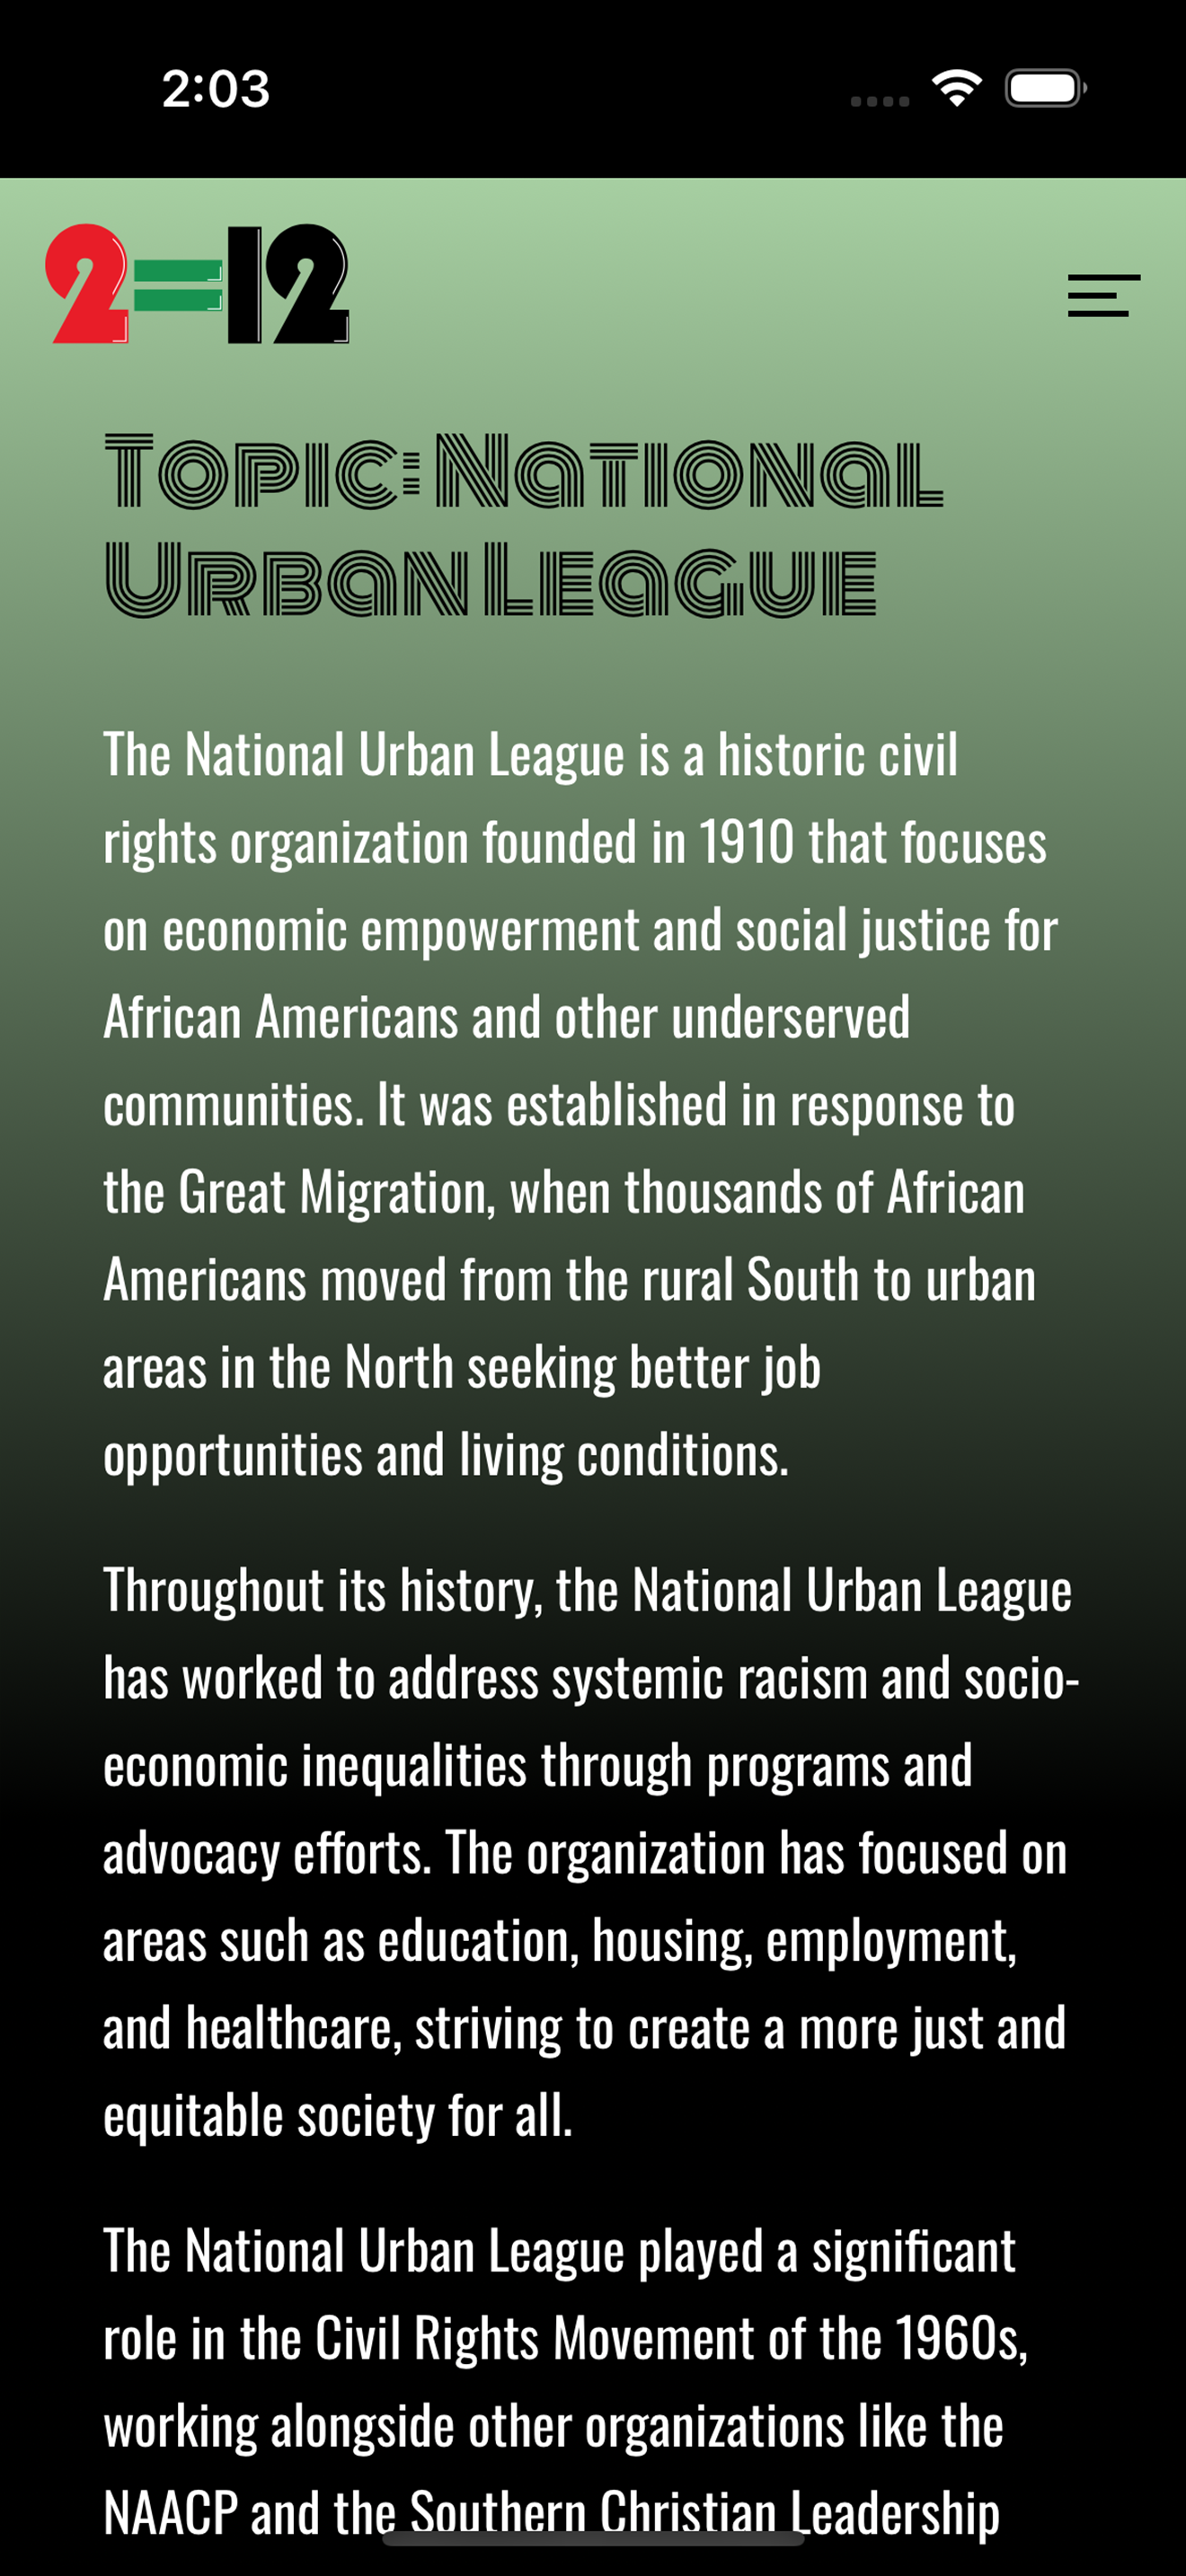 2:03
2=12
Topic: National
Urban League
The National Urban League is a historic civil
rights organization founded in 1910 that focuses
on economic empowerment and social justice for
African Americans and other underserved
communities. It was established in response to
the Great Migration, when thousands of African
Americans moved from the rural South to urban
areas in the North seeking better job
opportunities and living conditions.
Throughout its history, the National Urban League
has worked to address systemic racism and socio-
economic inequalities through programs and
advocacy efforts. The organization has focused on
areas such as education, housing, employment,
and healthcare, striving to create a more just and
equitable society for all.
The National Urban League played a significant
role in the Civil Rights Movement of the 1960s,
working alongside other organizations like the
NAACP and the Southern Christian Leadership